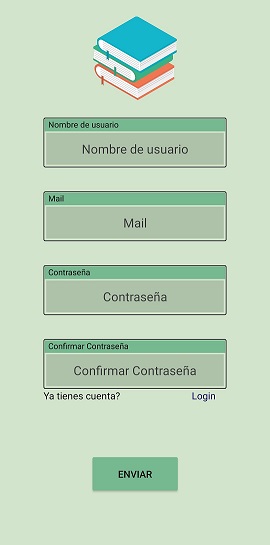 Nombre de usuario
Nombre de usuario
Mail
Mail
Contraseña
Contraseña
Confirmar Contraseña
Confirmar Contraseña
Ya tienes cuenta? Login
ENVIAR